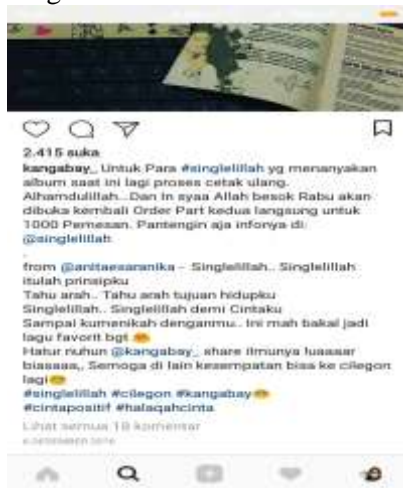 2.415 suka
kangabay_ Untuk Para #singlelillah yg menanyakan
album saat ini lagi proses cetak ulang.
Alhamdulillah..Dan In syaa Allah besok Rabu akan
dibuka kembali Order Part kedua langsung untuk
1000 Pemesan. Pantengin aja infonya di:
@singlelillah
.
from @anitaesaranika – Singlelillah.. Singlelillah
itulah prinsipku
Tahu arah.. Tahu arah tujuan hidupku
Singlelillah.. Singlelillah demi Cintaku
Sampai kumenikah denganmu.. Ini mah bakal jadi
lagu favorit bgt
Hatur nuhun @kangabay_ share ilmunya luaaaar
biasaaa,, Semoga di lain kesempatan bisa ke cilegon
lagi
#singlelillah #cilegon #kangabay
#cintapositif #halaqahcinta
Lihat semua 18 komentar
6 DESEMBER 2016